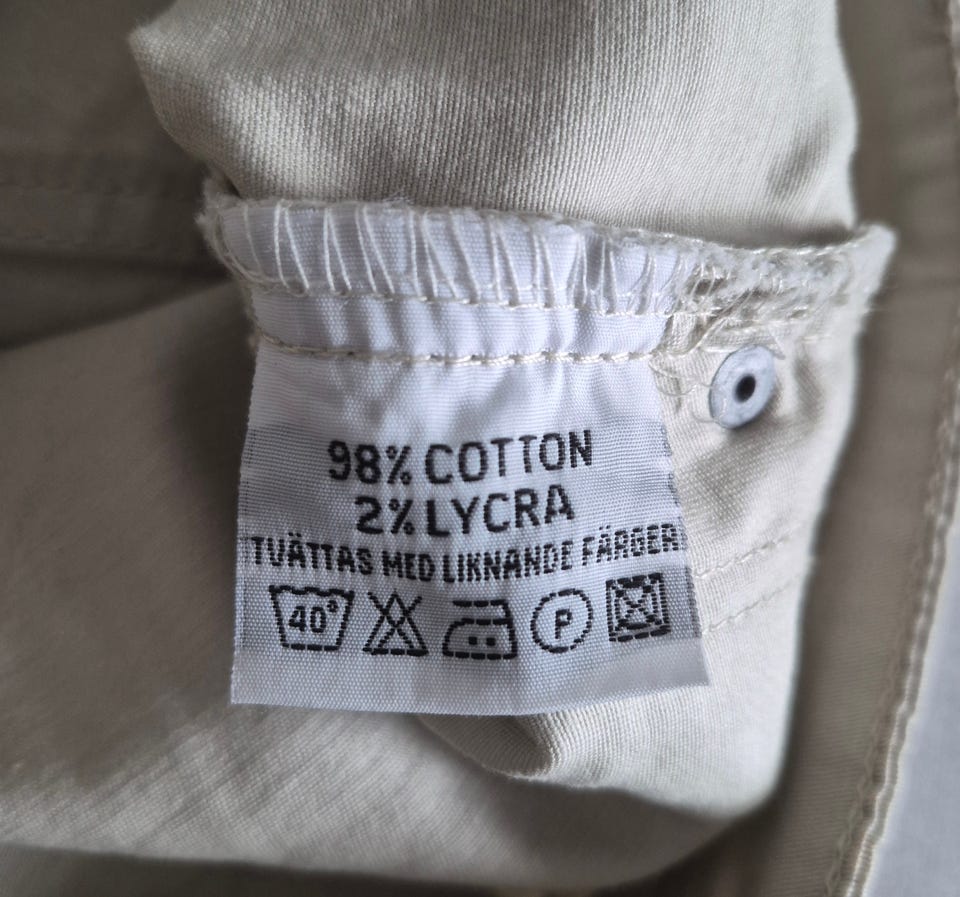 98% COTTON
2% LYCRA
TVÄTTAS MED LIKNANDE FÄRGER
40° P